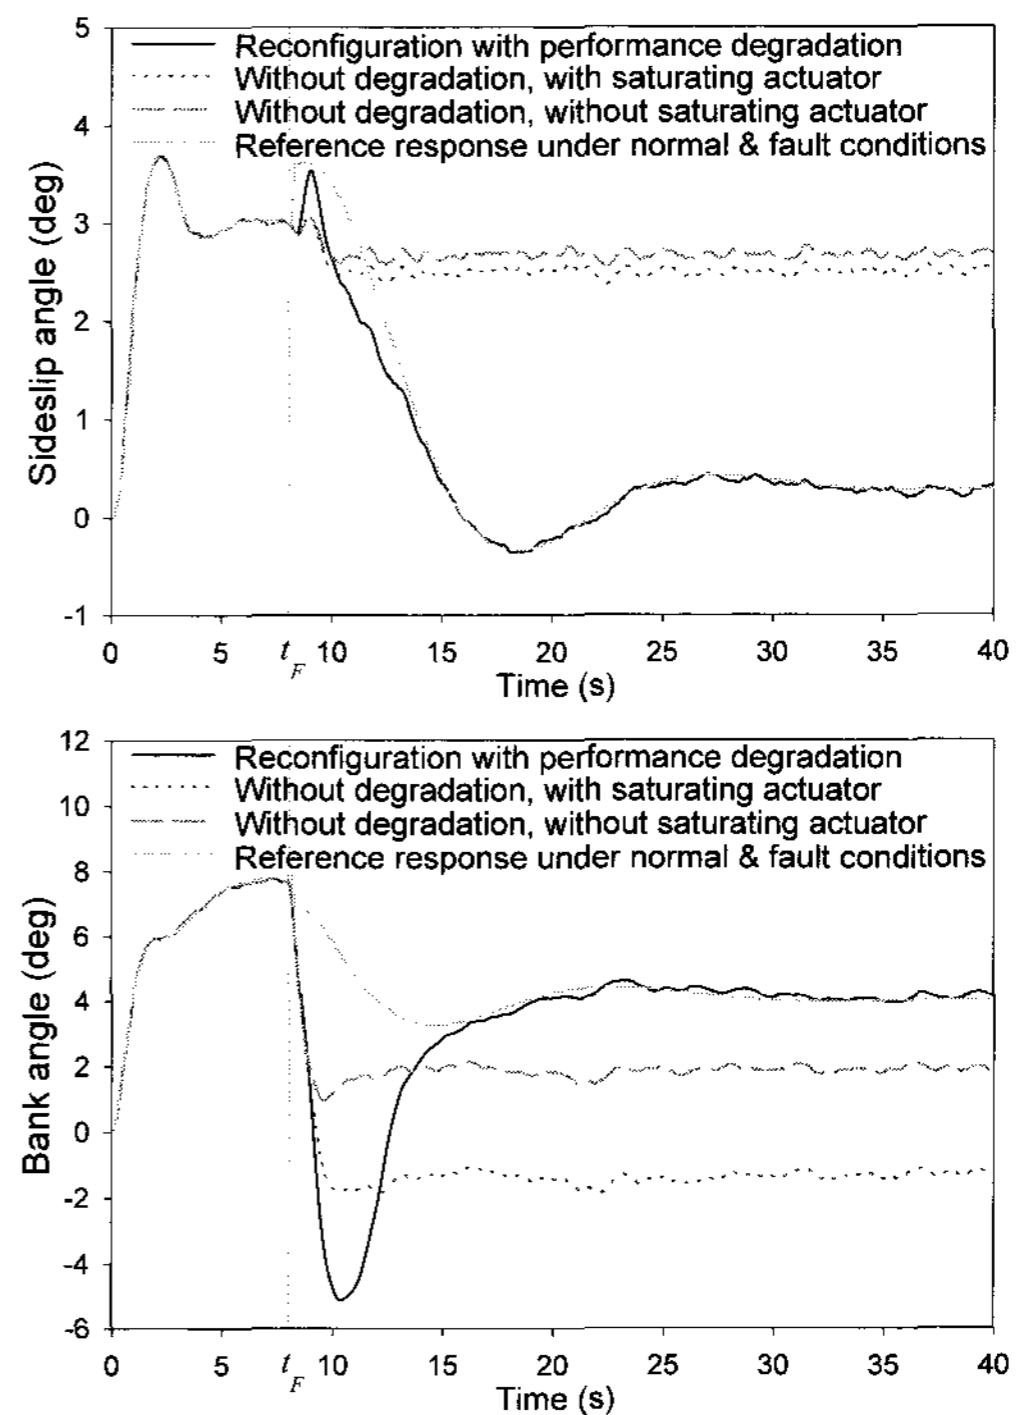 5
Reconfiguration with performance degradation
Without degradation, with saturating actuator
Without degradation, without saturating actuator
Reference response under normal & fault conditions
4
3
2
1
0
-1
Sideslip angle (deg)
0 5 t_F 10 15 20 25 30 35 40
Time (s)
12
Reconfiguration with performance degradation
Without degradation, with saturating actuator
Without degradation, without saturating actuator
Reference response under normal & fault conditions
10
8
6
4
2
0
-2
-4
-6
Bank angle (deg)
0 5 t_F 10 15 20 25 30 35 40
Time (s)